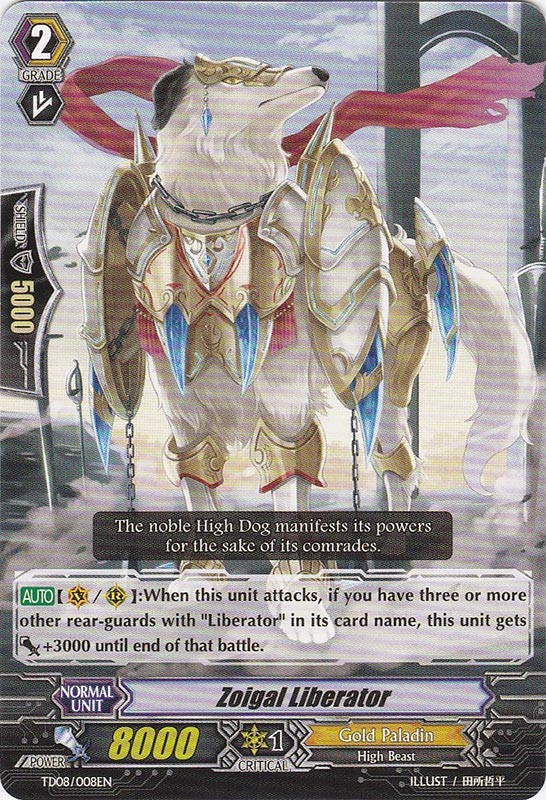 2
GRADE
SHIELD
5000
The noble High Dog manifests its powers
for the sake of its comrades.
AUTO【 V / R 】:When this unit attacks, if you have three or more
other rear-guards with "Liberator" in its card name, this unit gets
+3000 until end of that battle.
NORMAL
UNIT
Zoigal Liberator
POWER 8000 1 Gold Paladin
CRITICAL High Beast
TD08/008EN ILLUST / 田所哲平